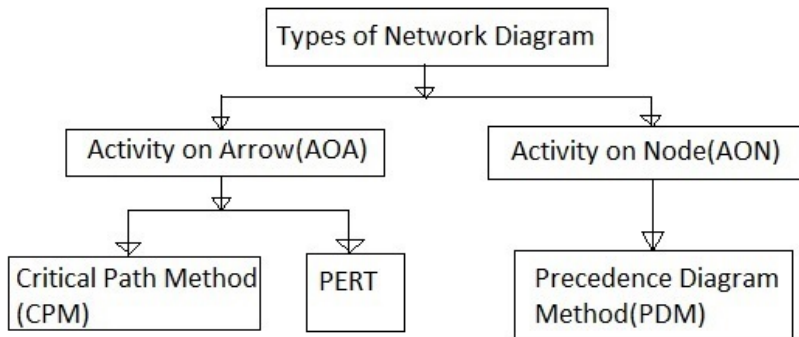 Types of Network Diagram
Activity on Arrow(AOA)
Activity on Node(AON)
Critical Path Method
(CPM)
PERT
Precedence Diagram
Method(PDM)